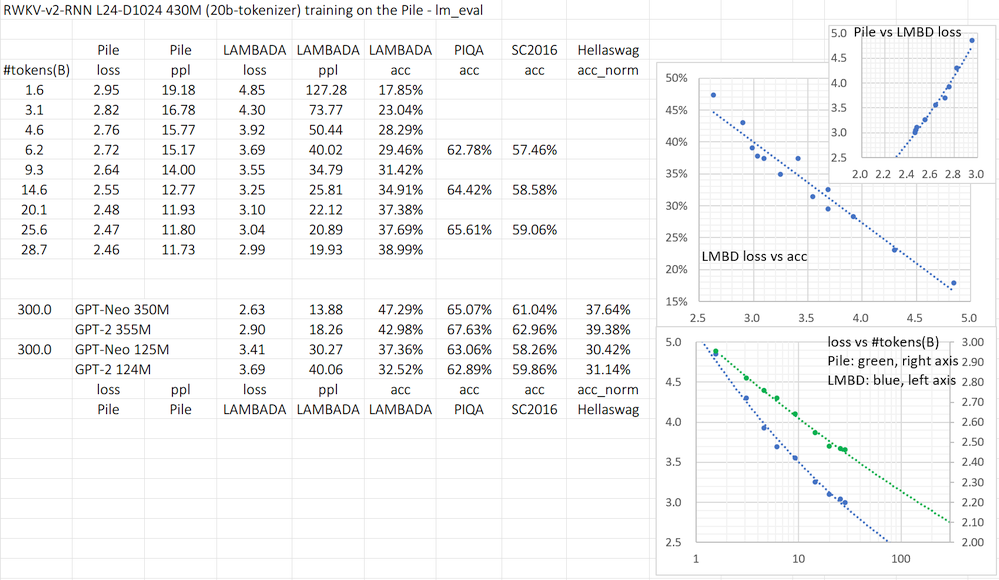 RWKV-v2-RNN L24-D1024 430M (20b-tokenizer) training on the Pile - lm_eval
Pile Pile LAMBADA LAMBADA LAMBADA PIQA SC2016 Hellaswag
#tokens(B) loss ppl loss ppl acc acc acc acc_norm
1.6 2.95 19.18 4.85 127.28 17.85%
3.1 2.82 16.78 4.30 73.77 23.04%
4.6 2.76 15.77 3.92 50.44 28.29%
6.2 2.72 15.17 3.69 40.02 29.46% 62.78% 57.46%
9.3 2.64 14.00 3.55 34.79 31.42%
14.6 2.55 12.77 3.25 25.81 34.91% 64.42% 58.58%
20.1 2.48 11.93 3.10 22.12 37.38%
25.6 2.47 11.80 3.04 20.89 37.69% 65.61% 59.06%
28.7 2.46 11.73 2.99 19.93 38.99%
300.0 GPT-Neo 350M 2.63 13.88 47.29% 65.07% 61.04% 37.64%
GPT-2 355M 2.90 18.26 42.98% 67.63% 62.96% 39.38%
300.0 GPT-Neo 125M 3.41 30.27 37.36% 63.06% 58.26% 30.42%
GPT-2 124M 3.69 40.06 32.52% 62.89% 59.86% 31.14%
loss ppl loss ppl acc acc acc acc_norm
Pile Pile LAMBADA LAMBADA LAMBADA PIQA SC2016 Hellaswag
Pile vs LMBD loss
5.0
4.5
4.0
3.5
3.0
2.5
2.0 2.2 2.4 2.6 2.8 3.0
50%
45%
40%
35%
30%
25%
20%
15%
LMBD loss vs acc
2.5 3.0 3.5 4.0 4.5 5.0
loss vs #tokens(B)
Pile: green, right axis
LMBD: blue, left axis
5.0
4.5
4.0
3.5
3.0
2.5
3.00
2.90
2.80
2.70
2.60
2.50
2.40
2.30
2.20
2.10
2.00
1 10 100